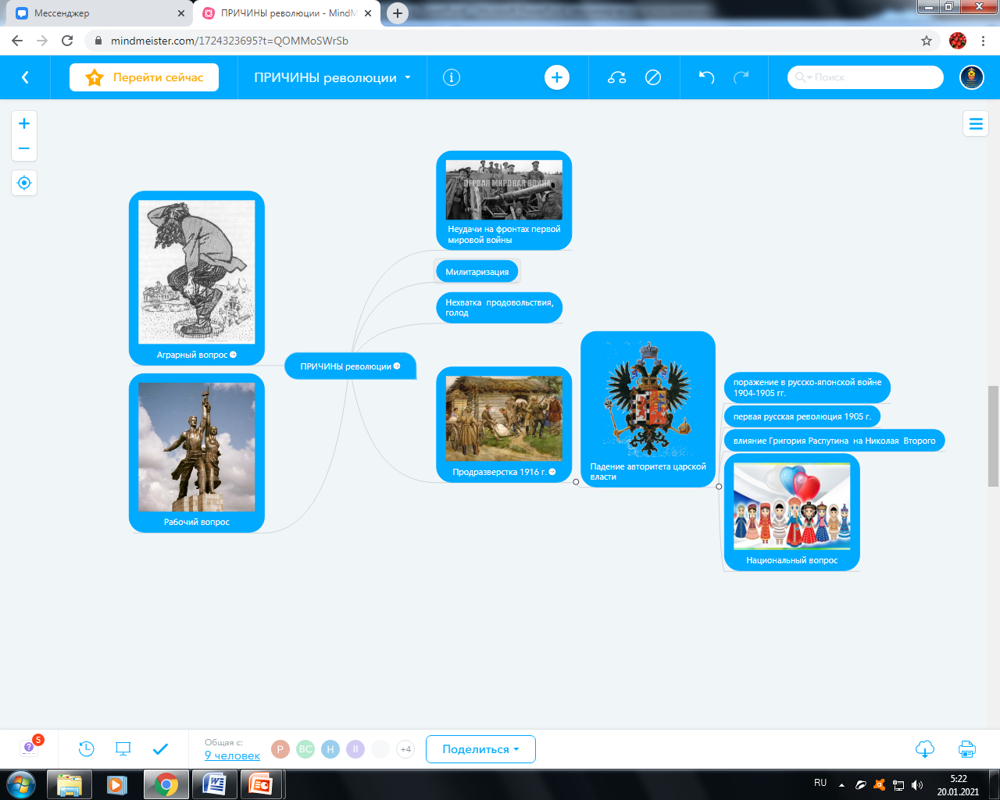 Мессенджер
ПРИЧИНЫ революции - MindM
mindmeister.com/1724323695?t=QOMMoSWrSb
Перейти сейчас
ПРИЧИНЫ революции
Поиск
ПЕРВАЯ МИРОВАЯ ВОЙНА
Неудачи на фронтах первой
мировой войны
Милитаризация
Нехватка продовольствия,
голод
Аграрный вопрос
ПРИЧИНЫ революции
Рабочий вопрос
Продразверстка 1916 г.
Падение авторитета царской
власти
поражение в русско-японской войне
1904-1905 гг.
первая русская революция 1905 г.
влияние Григория Распутина на Николая Второго
Национальный вопрос
5
Общая с:
9 человек
P
BC
H
II
+4
Поделиться
RU
5:22
20.01.2021